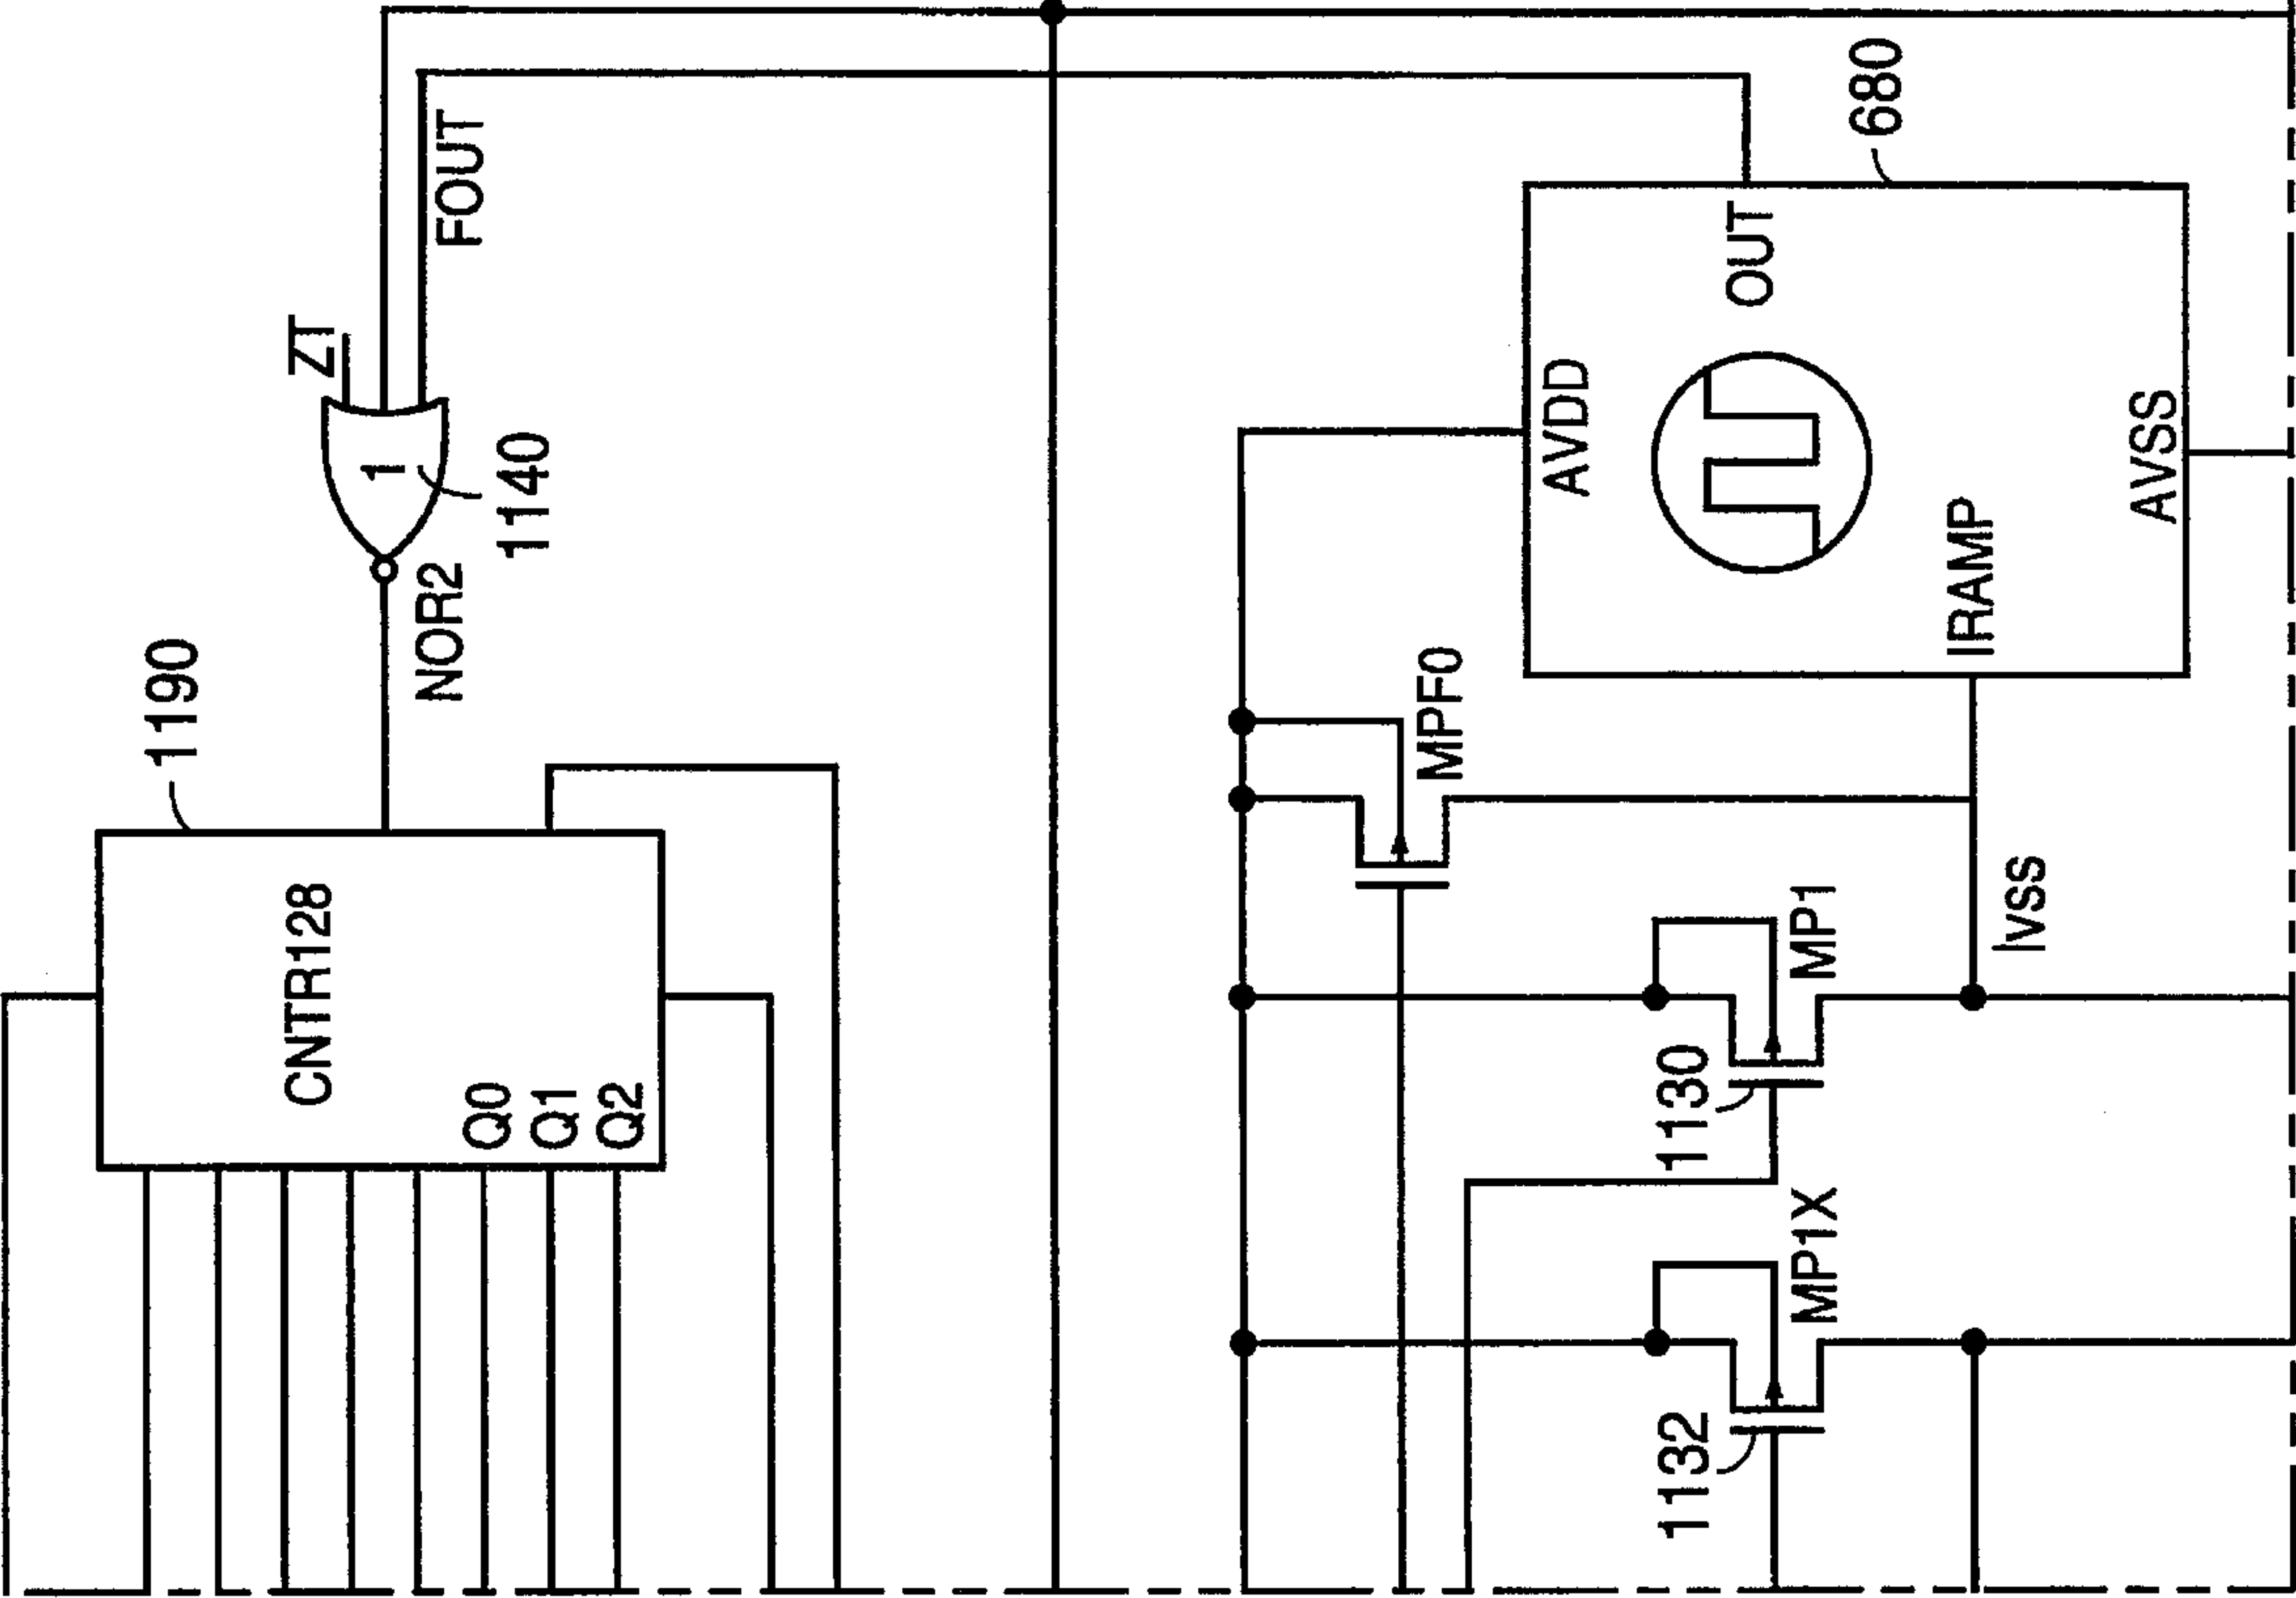 1190
CNTR128
Q0
Q1
Q2
NOR2
1
1140
Z̅T̅
FOUT
MPF0
680
AVDD
OUT
IRAMP
AVSS
IVSS
1130
MP1
1132
MP1X